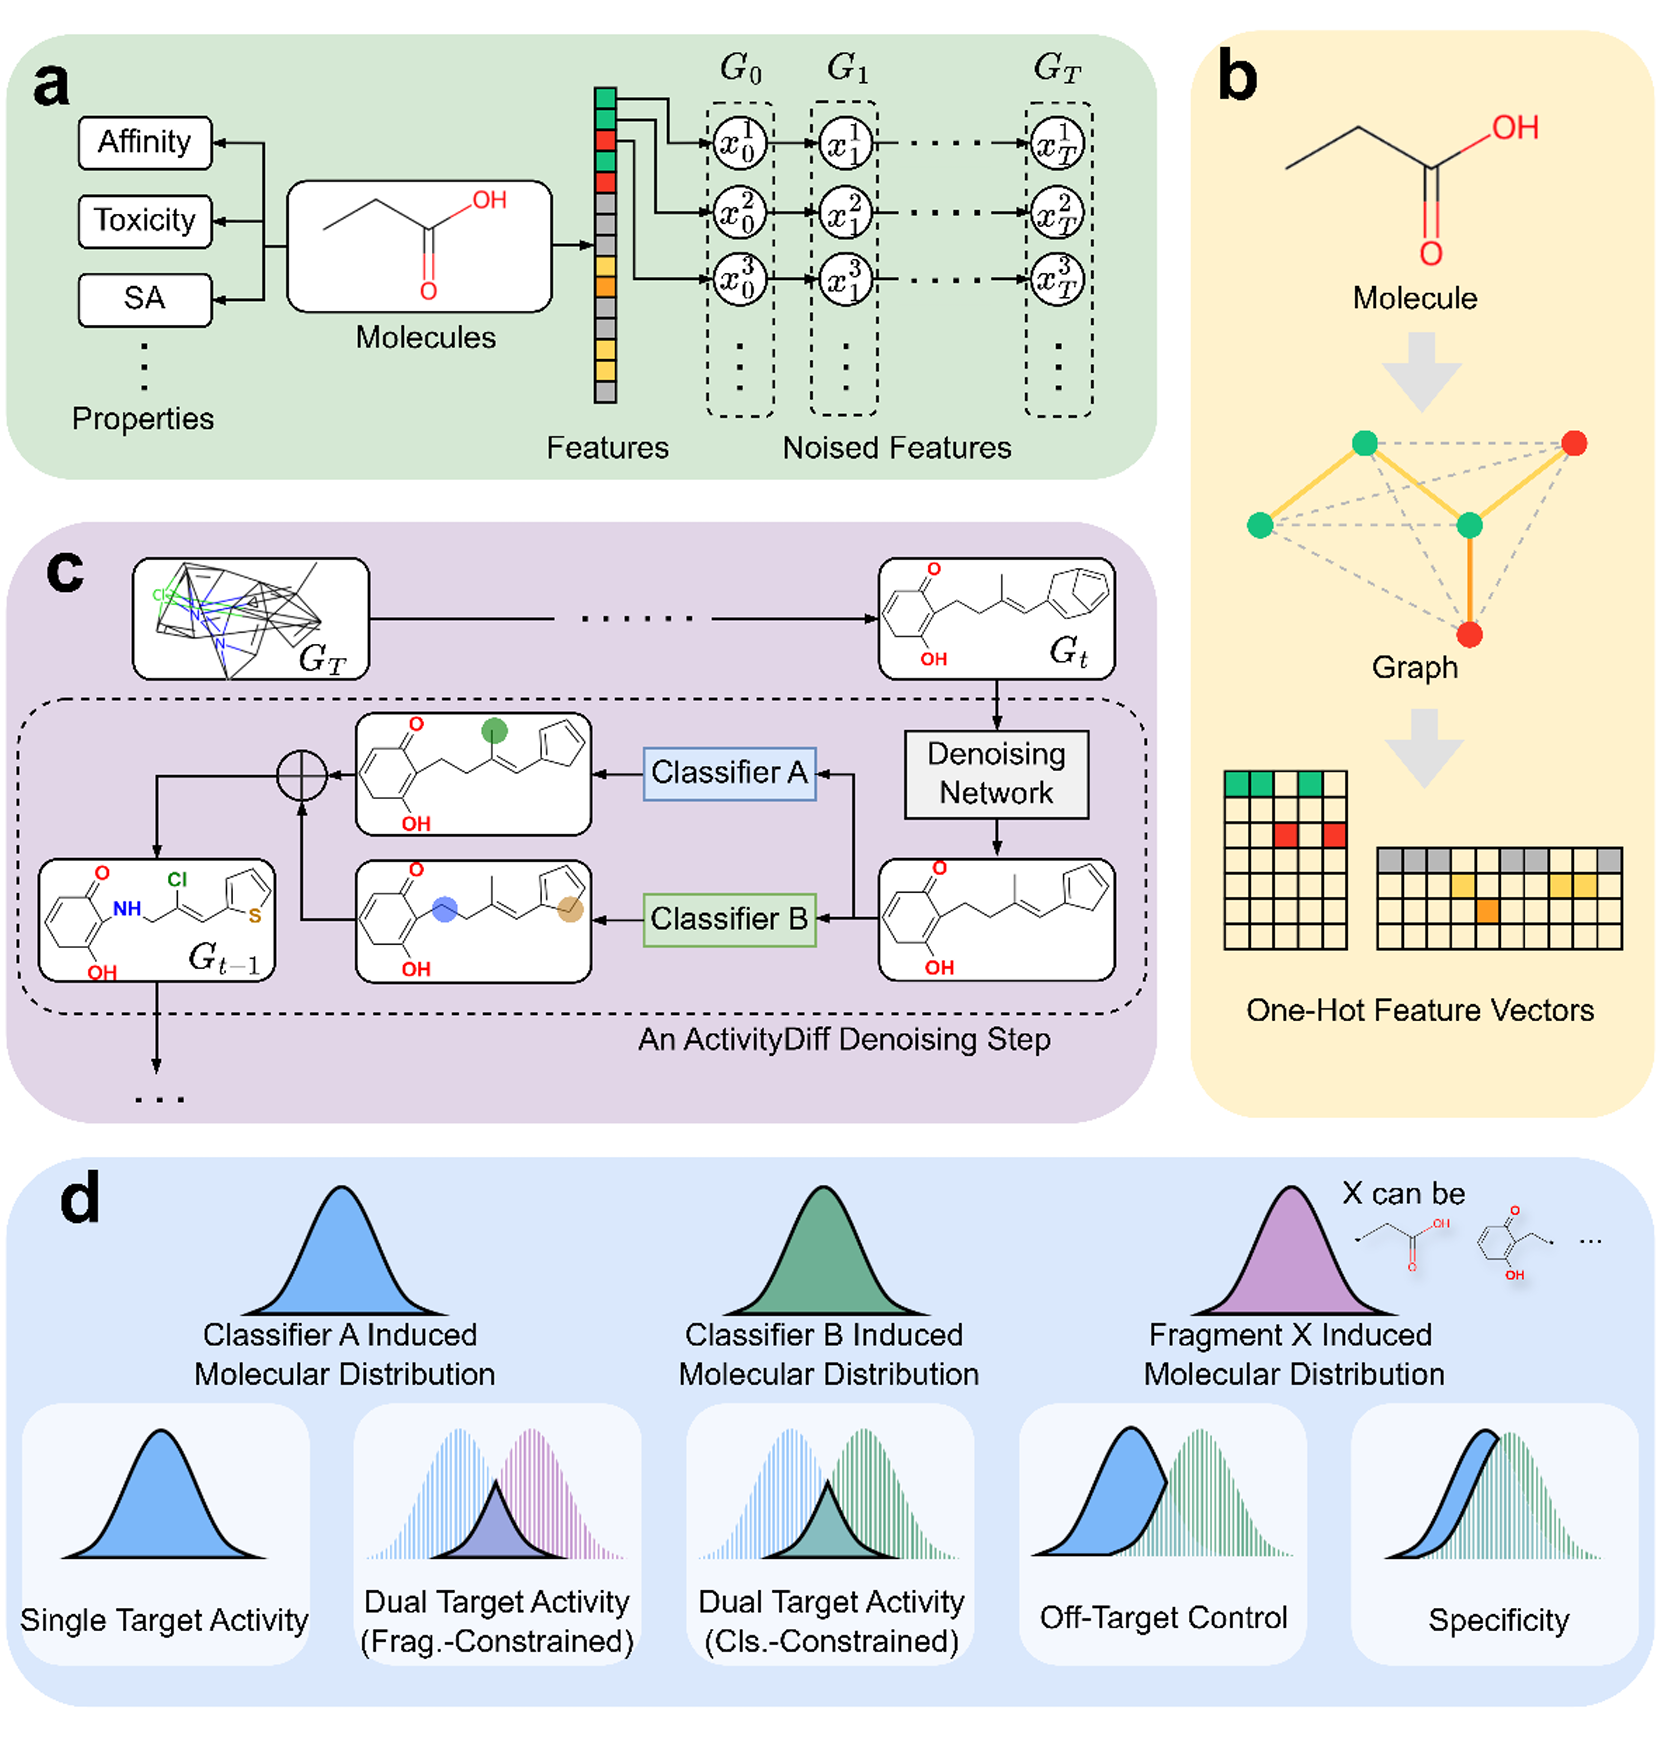 a
Affinity
Toxicity
SA
Properties
OH
O
Molecules
Features
G_0 G_1 G_T
x_0^1 x_1^1 ..... x_T^1
x_0^2 x_1^2 ..... x_T^2
x_0^3 x_1^3 ..... x_T^3
Noised Features
b
OH
O
Molecule
Graph
One-Hot Feature Vectors
c
Cl
N
N
G_T
......
O
OH
G_t
Denoising
Network
O
OH
Classifier A
Classifier B
O
OH
O
OH
O
NH
Cl
S
OH
G_{t-1}
An ActivityDiff Denoising Step
...
d
Classifier A Induced
Molecular Distribution
Classifier B Induced
Molecular Distribution
X can be
OH
O
O
OH
...
Fragment X Induced
Molecular Distribution
Single Target Activity
Dual Target Activity
(Frag.-Constrained)
Dual Target Activity
(Cls.-Constrained)
Off-Target Control
Specificity